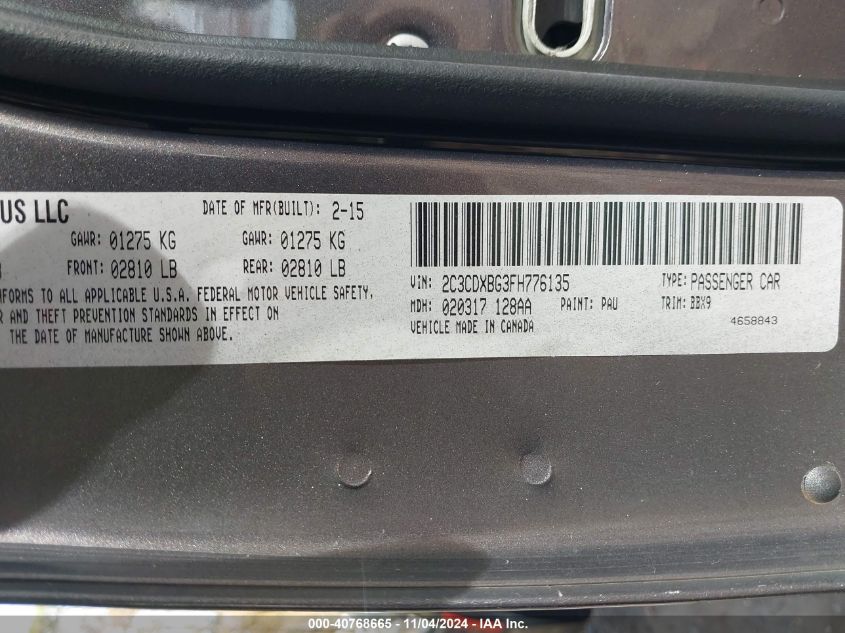 US LLC
DATE OF MFR(BUILT): 2-15
GAWR: 01275 KG GAWR: 01275 KG
FRONT: 02810 LB REAR: 02810 LB
FORMS TO ALL APPLICABLE U.S.A. FEDERAL MOTOR VEHICLE SAFETY,
R AND THEFT PREVENTION STANDARDS IN EFFECT ON
THE DATE OF MANUFACTURE SHOWN ABOVE.
VIN: 2C3CDXBG3FH776135 TYPE: PASSENGER CAR
MDH: 020317 128AA PAINT: PAU TRIM: BBX9
VEHICLE MADE IN CANADA 4658843
000-40768665 - 11/04/2024 - IAA Inc.